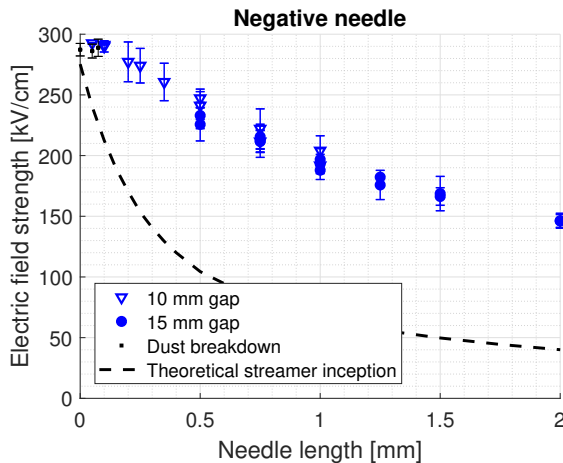 Negative needle
Electric field strength [kV/cm]
300
250
200
150
100
50
0
10 mm gap
15 mm gap
Dust breakdown
Theoretical streamer inception
0
0.5
1
1.5
2
Needle length [mm]